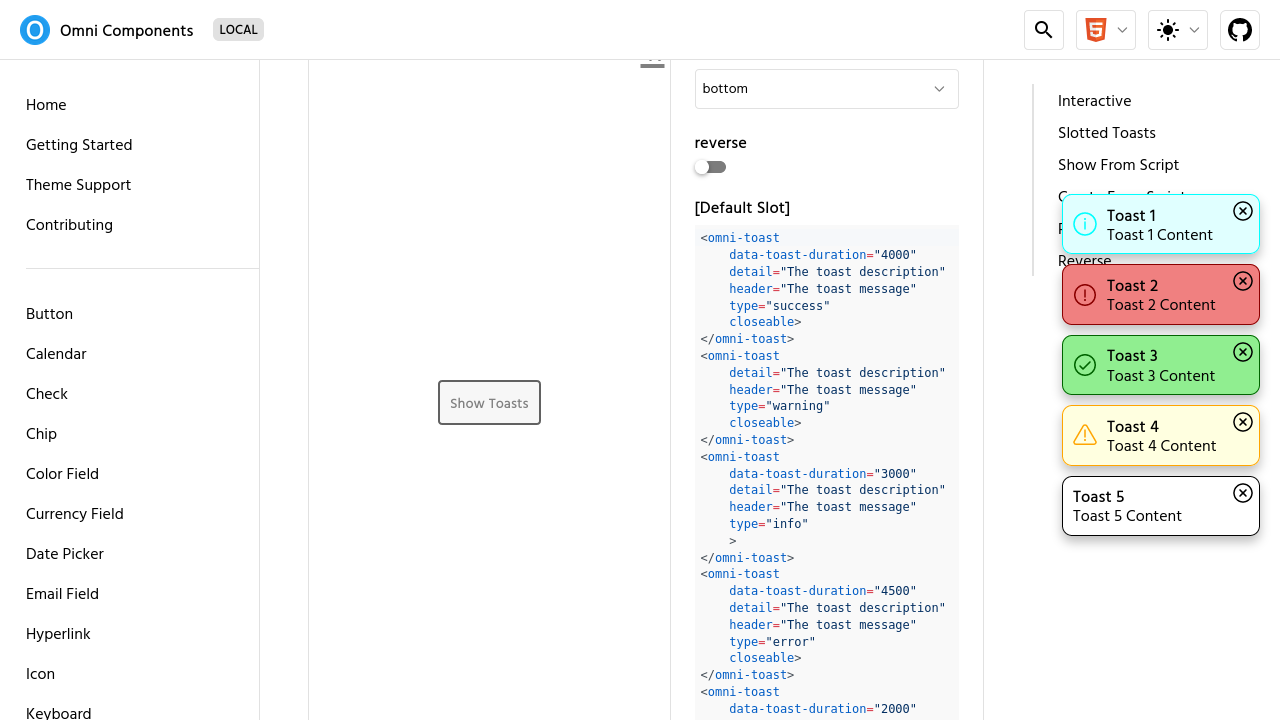 Omni Components
LOCAL
Home
Getting Started
Theme Support
Contributing
Button
Calendar
Check
Chip
Color Field
Currency Field
Date Picker
Email Field
Hyperlink
Icon
Keyboard
Show Toasts
bottom
reverse
[Default Slot]
<omni-toast
data-toast-duration="4000"
detail="The toast description"
header="The toast message"
type="success"
closeable>
</omni-toast>
<omni-toast
detail="The toast description"
header="The toast message"
type="warning"
closeable>
</omni-toast>
<omni-toast
data-toast-duration="3000"
detail="The toast description"
header="The toast message"
type="info"
>
</omni-toast>
<omni-toast
data-toast-duration="4500"
detail="The toast description"
header="The toast message"
type="error"
closeable>
</omni-toast>
<omni-toast
data-toast-duration="2000"
Interactive
Slotted Toasts
Show From Script
Reverse
Toast 1
Toast 1 Content
Toast 2
Toast 2 Content
Toast 3
Toast 3 Content
Toast 4
Toast 4 Content
Toast 5
Toast 5 Content